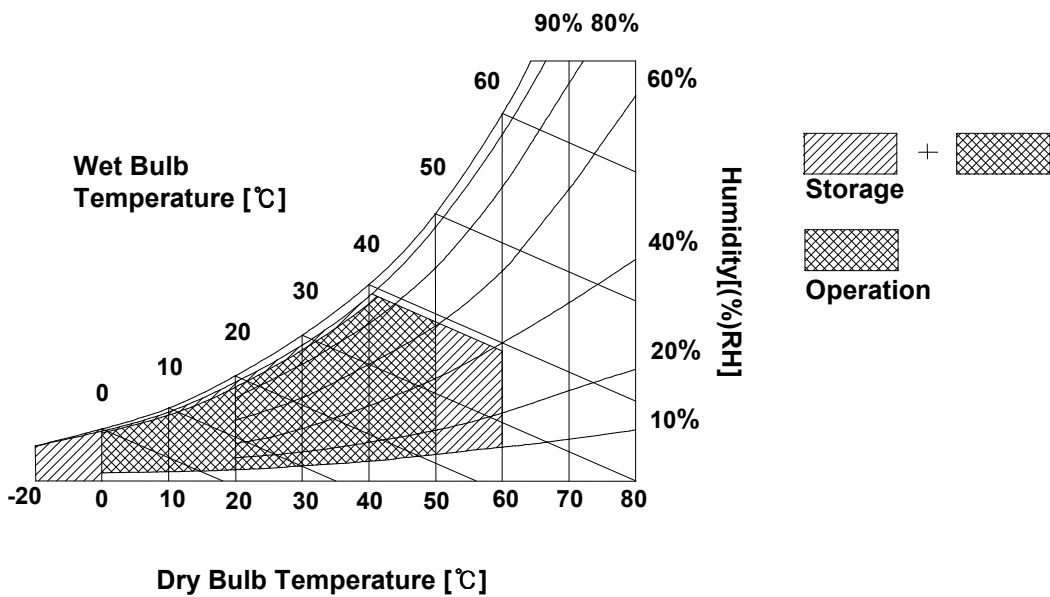 90% 80%
60
60%
50
Wet Bulb
Temperature [℃]
40
30
20
10
0
Humidity[(%)RH]
40%
20%
10%
-20 0 10 20 30 40 50 60 70 80
Dry Bulb Temperature [℃]
+
Storage
Operation